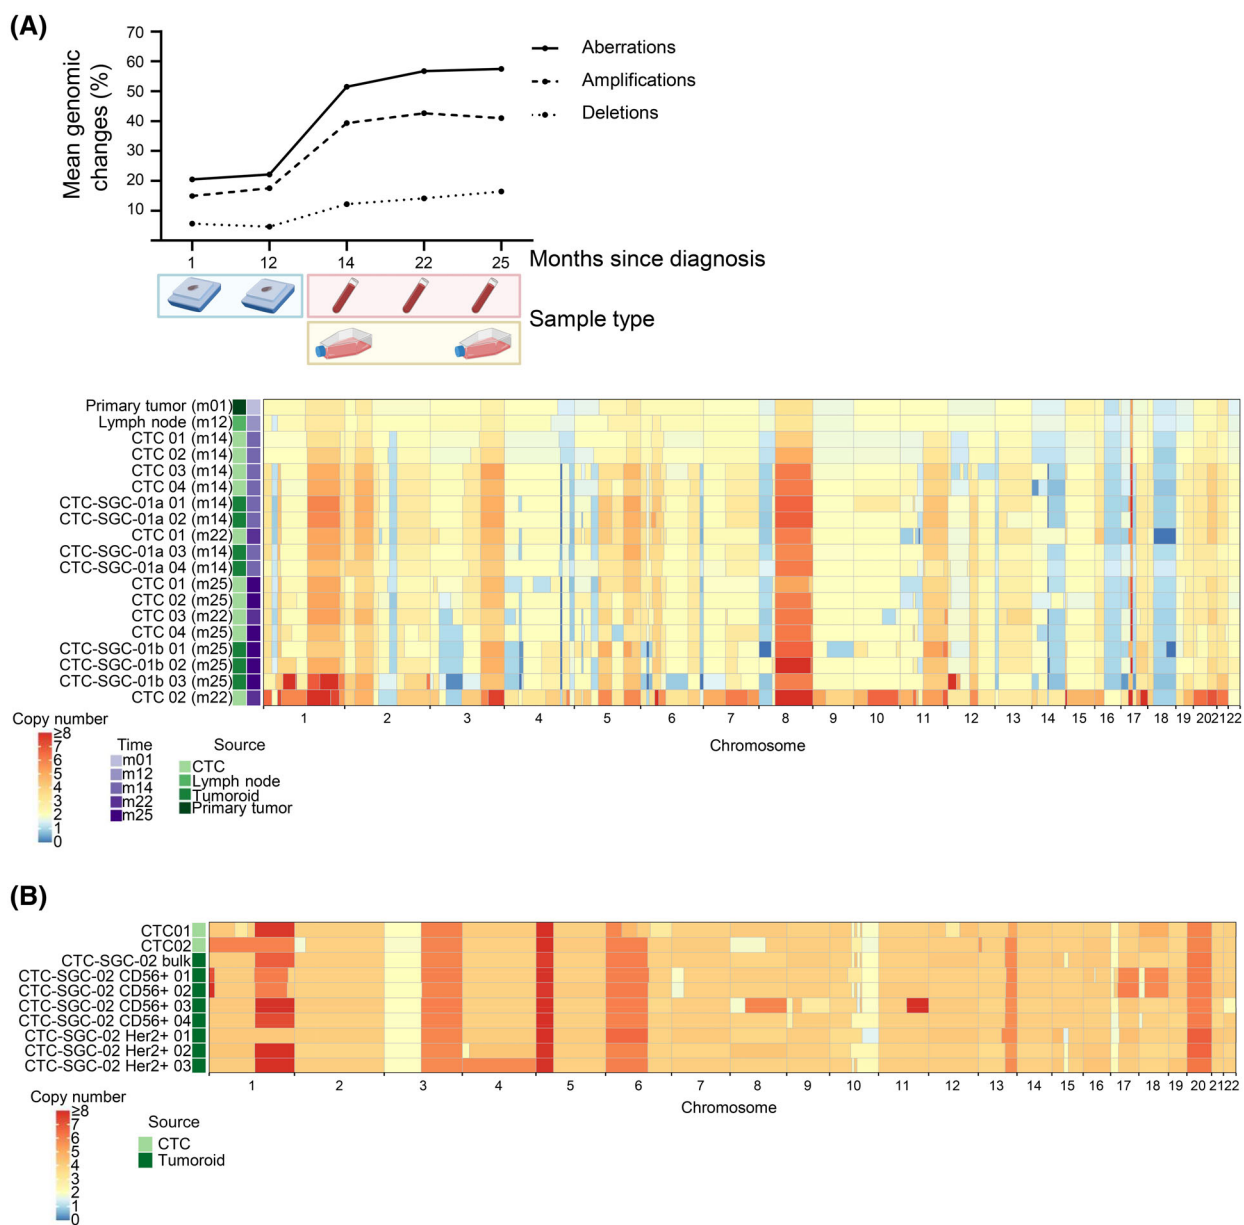 (A)
Mean genomic
changes (%)
70
60
50
40
30
20
10
Aberrations
Amplifications
Deletions
1 12 14 22 25
Months since diagnosis
Sample type
Primary tumor (m01)
Lymph node (m12)
CTC 01 (m14)
CTC 02 (m14)
CTC 03 (m14)
CTC 04 (m14)
CTC-SGC-01a 01 (m14)
CTC-SGC-01a 02 (m14)
CTC 01 (m22)
CTC-SGC-01a 03 (m14)
CTC-SGC-01a 04 (m14)
CTC 01 (m25)
CTC 02 (m25)
CTC 03 (m22)
CTC 04 (m25)
CTC-SGC-01b 01 (m25)
CTC-SGC-01b 02 (m25)
CTC-SGC-01b 03 (m25)
CTC 02 (m22)
1 2 3 4 5 6 7 8 9 10 11 12 13 14 15 16 17 18 19 20 21 22
Chromosome
Copy number
≥8
7
6
5
4
3
2
1
0
Time
m01
m12
m14
m22
m25
Source
CTC
Lymph node
Tumoroid
Primary tumor
(B)
CTC01
CTC02
CTC-SGC-02 bulk
CTC-SGC-02 CD56+ 01
CTC-SGC-02 CD56+ 02
CTC-SGC-02 CD56+ 03
CTC-SGC-02 CD56+ 04
CTC-SGC-02 Her2+ 01
CTC-SGC-02 Her2+ 02
CTC-SGC-02 Her2+ 03
1 2 3 4 5 6 7 8 9 10 11 12 13 14 15 16 17 18 19 20 21 22
Chromosome
Copy number
≥8
7
6
5
4
3
2
1
0
Source
CTC
Tumoroid